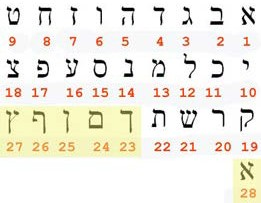 א ב ג ד ה ו ז ח ט
1 2 3 4 5 6 7 8 9
י כ ל מ נ ס ע פ צ
10 11 12 13 14 15 16 17 18
ק ר ש ת ך ם ן ף ץ
19 20 21 22 23 24 25 26 27
א
28